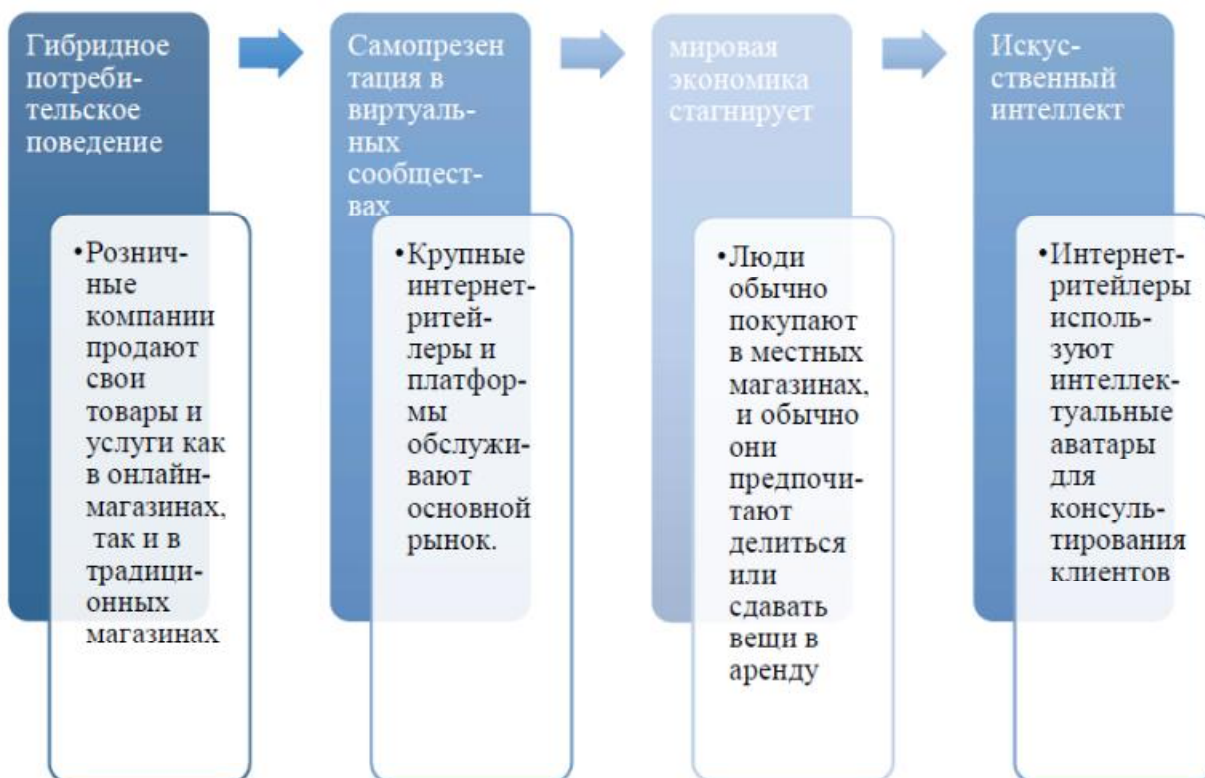 Гибридное
потреби-
тельское
поведение
•Рознич-
ные
компании
продают
свои
товары и
услуги как
в онлайн-
магазинах,
так и в
традици-
онных
магазинах
Самопрезен
тация в
виртуаль-
ных
сообщест-
вах
•Крупные
интернет-
ритей-
леры и
платфор-
мы
обслужи-
вают
основной
рынок.
мировая
экономика
стагнирует
•Люди
обычно
покупают
в местных
магазинах,
и обычно
они
предпочи-
тают
делиться
или
сдавать
вещи в
аренду
Искус-
ственный
интеллект
•Интернет-
ритейлеры
исполь-
зуют
интеллек-
туальные
аватары
для
консуль-
тирования
клиентов